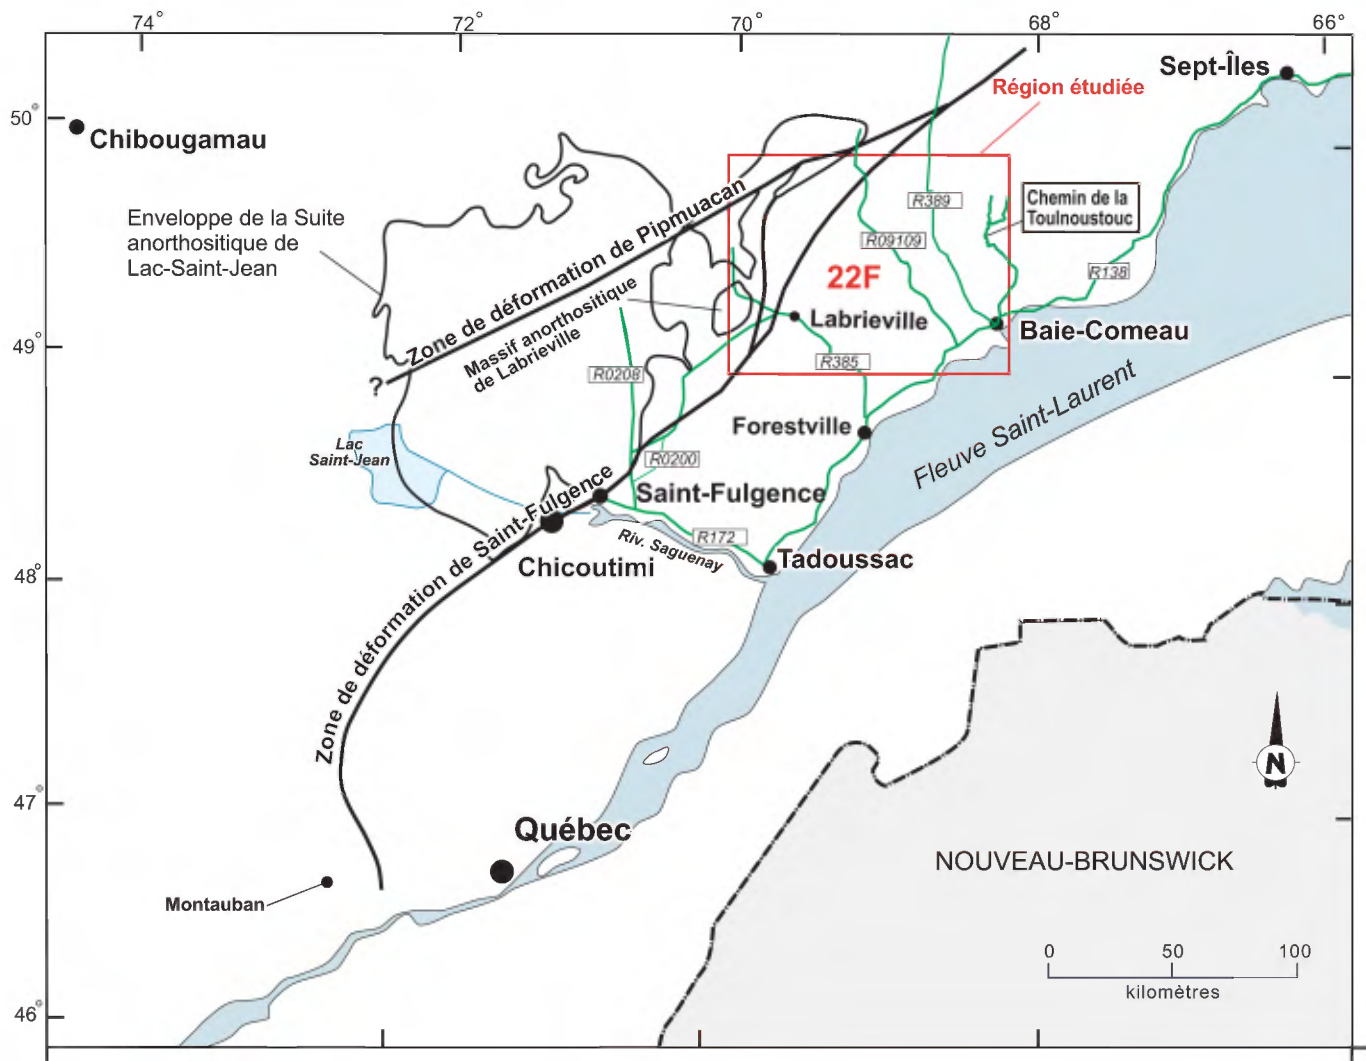 74°
72°
70°
68°
66°
Sept-Îles
Région étudiée
50°
Chibougamau
Chemin de la
Toulnoustouc
R389
Enveloppe de la Suite
anorthositique de
Lac-Saint-Jean
Zone de déformation de Pipmuacan
R09109
R138
22F
Massif anorthositique
de Labrieville
Labrieville
Baie-Comeau
49°
R385
R0208
?
Forestville
Fleuve Saint-Laurent
Lac
Saint-Jean
R0200
Saint-Fulgence
R172
Riv. Saguenay
Tadoussac
Chicoutimi
48°
Zone de déformation de Saint-Fulgence
47°
Québec
N
NOUVEAU-BRUNSWICK
Montauban
0 50 100
kilomètres
46°